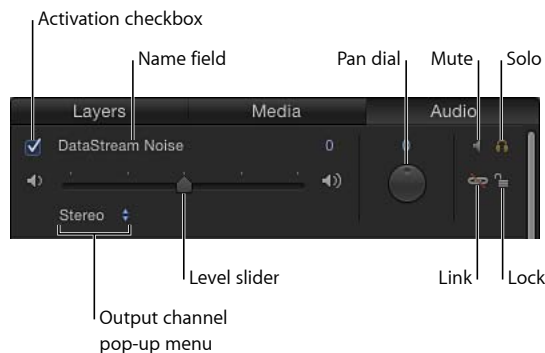 Activation checkbox
Name field
Pan dial
Mute
Solo
Layers
Media
Audio
DataStream Noise
0
0
Stereo
Level slider
Link
Lock
Output channel
pop-up menu